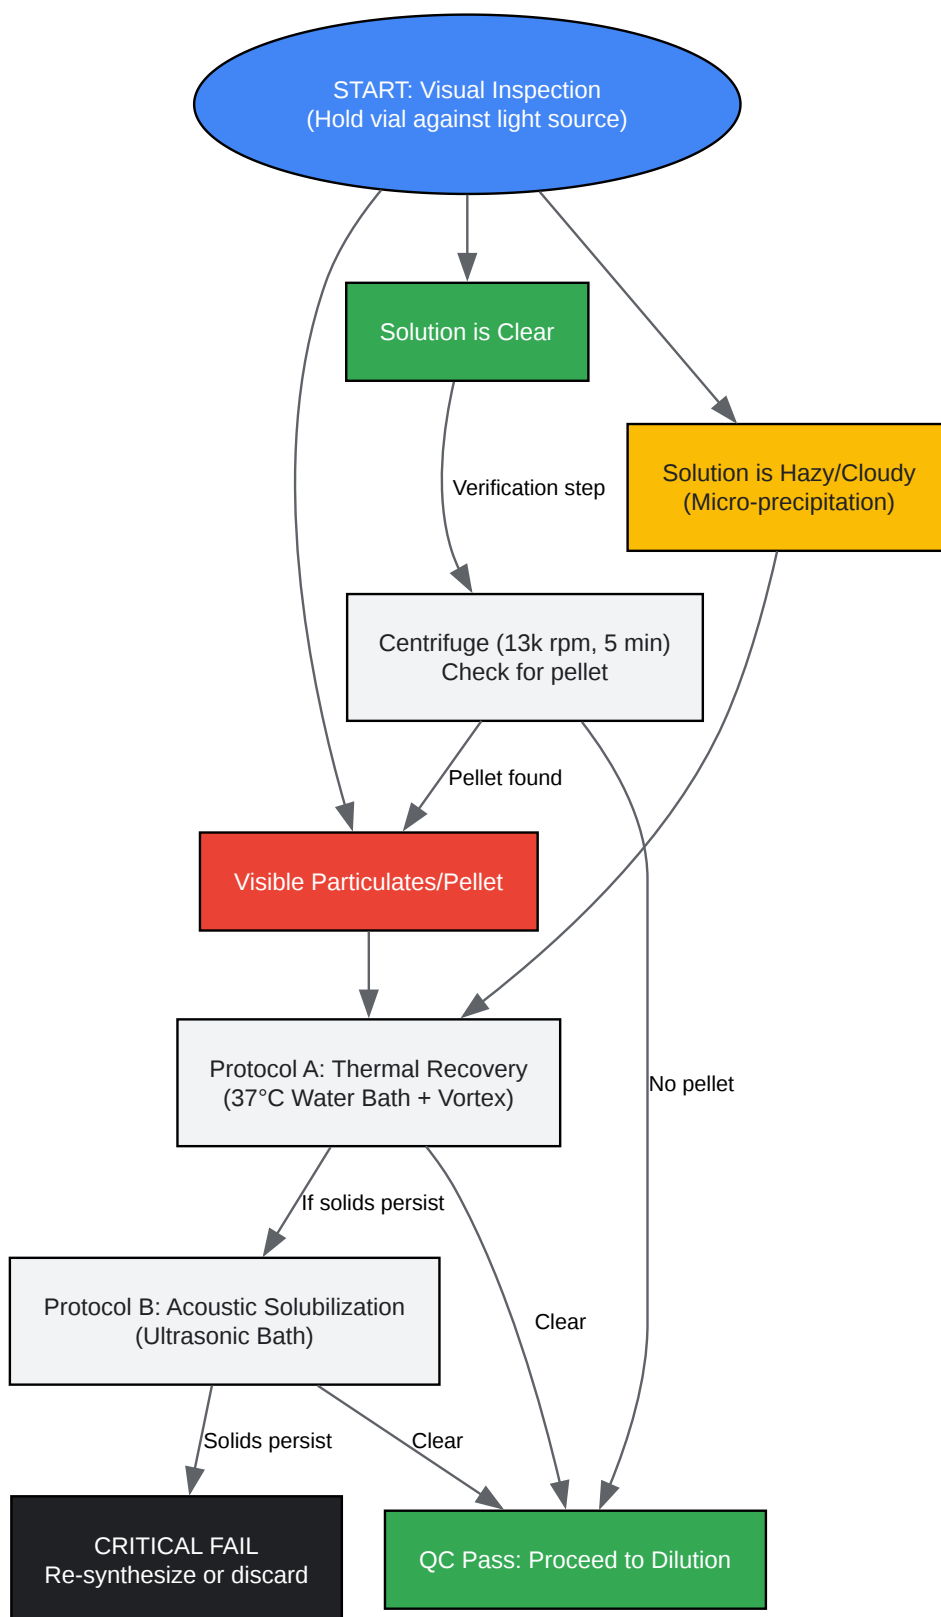 START: Visual Inspection
(Hold vial against light source)
Solution is Clear
Solution is Hazy/Cloudy
(Micro-precipitation)
Verification step
Centrifuge (13k rpm, 5 min)
Check for pellet
Pellet found
Visible Particulates/Pellet
Protocol A: Thermal Recovery
(37°C Water Bath + Vortex)
No pellet
If solids persist
Protocol B: Acoustic Solubilization
(Ultrasonic Bath)
Clear
Solids persist
Clear
CRITICAL FAIL
Re-synthesize or discard
QC Pass: Proceed to Dilution